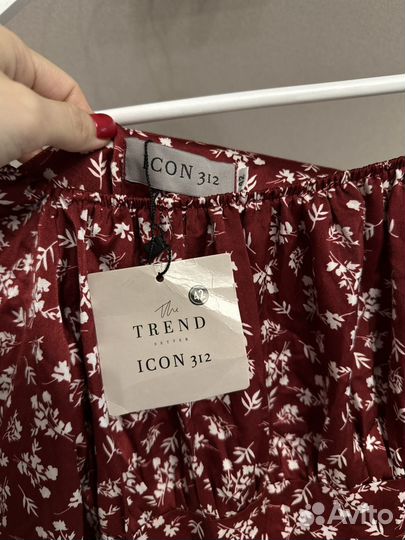 ICON 312
The
TREND
SETTER
ICON 312
Avito